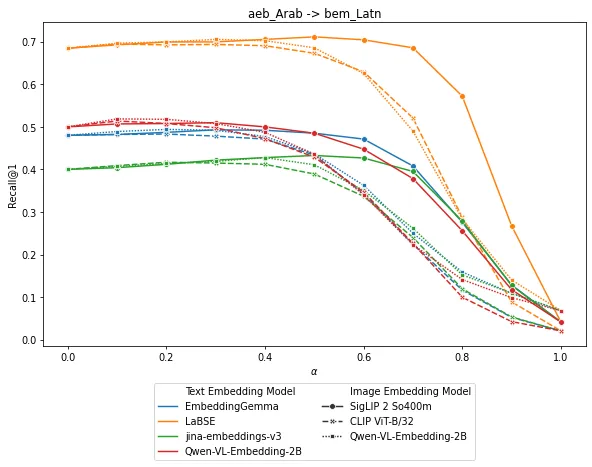 aeb_Arab -> bem_Latn
Recall@1
0.7
0.6
0.5
0.4
0.3
0.2
0.1
0.0
0.0 0.2 0.4 0.6 0.8 1.0
α
Text Embedding Model Image Embedding Model
EmbeddingGemma SigLIP 2 So400m
LaBSE CLIP ViT-B/32
jina-embeddings-v3 Qwen-VL-Embedding-2B
Qwen-VL-Embedding-2B